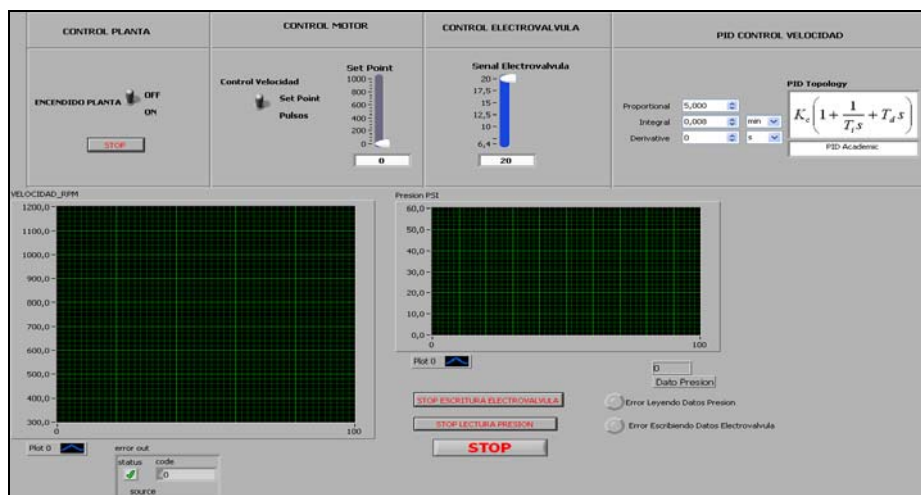 CONTROL PLANTA
CONTROL MOTOR
CONTROL ELECTROVALVULA
PID CONTROL VELOCIDAD
ENCENDIDO PLANTA
OFF
ON
STOP
Control Velocidad
Set Point
Pulsos
Set Point
1000
800
600
400
200
0
0
Senal Electrovalvula
20
17,5
15
12,5
10
6,4
20
Proportional 5,000
Integral 0,008 min
Derivative 0 s
PID Topology
K_c(1 + 1/(T_i s) + T_d s)
PID Academic
VELOCIDAD_RPM
1200,0
1100,0
1000,0
900,0
800,0
700,0
600,0
500,0
400,0
300,0
0 100
Plot 0
error out
status code
0
source
Presion PSI
60,0
50,0
40,0
30,0
20,0
10,0
0,0
0 100
Plot 0
0
Dato Presion
STOP ESCRITURA ELECTROVALVULA
STOP LECTURA PRESION
STOP
Error Leyendo Datos Presion
Error Escribiendo Datos Electrovalvula